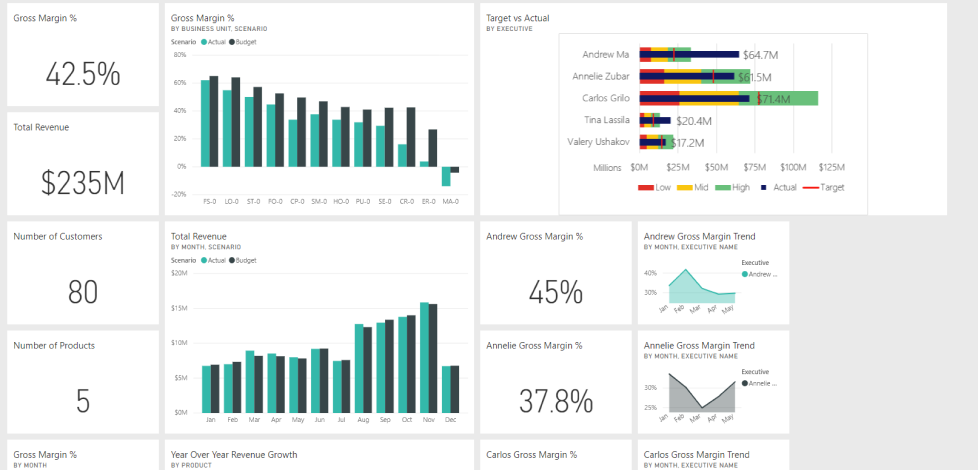 Gross Margin %
42.5%
Total Revenue
$235M
Gross Margin %
BY BUSINESS UNIT, SCENARIO
Scenario Actual Budget
80%
60%
40%
20%
0%
-20%
FS-0 LO-0 ST-0 FO-0 CP-0 SM-0 HO-0 PU-0 SE-0 CR-0 ER-0 MA-0
Target vs Actual
BY EXECUTIVE
Andrew Ma $64.7M
Annelie Zubar $61.5M
Carlos Grilo $71.4M
Tina Lassila $20.4M
Valery Ushakov $17.2M
Millions $0M $25M $50M $75M $100M $125M
Low Mid High Actual Target
Number of Customers
80
Number of Products
5
Total Revenue
BY MONTH, SCENARIO
Scenario Actual Budget
$20M
$15M
$10M
$5M
$0M
Jan Feb Mar Apr May Jun Jul Aug Sep Oct Nov Dec
Andrew Gross Margin %
45%
Andrew Gross Margin Trend
BY MONTH, EXECUTIVE NAME
Executive
Andrew ...
40%
30%
Jan Feb Mar Apr May
Annelie Gross Margin %
37.8%
Annelie Gross Margin Trend
BY MONTH, EXECUTIVE NAME
Executive
Annelie ...
30%
25%
Jan Feb Mar Apr May
Gross Margin %
BY MONTH
Year Over Year Revenue Growth
BY PRODUCT
Carlos Gross Margin %
Carlos Gross Margin Trend
BY MONTH, EXECUTIVE NAME